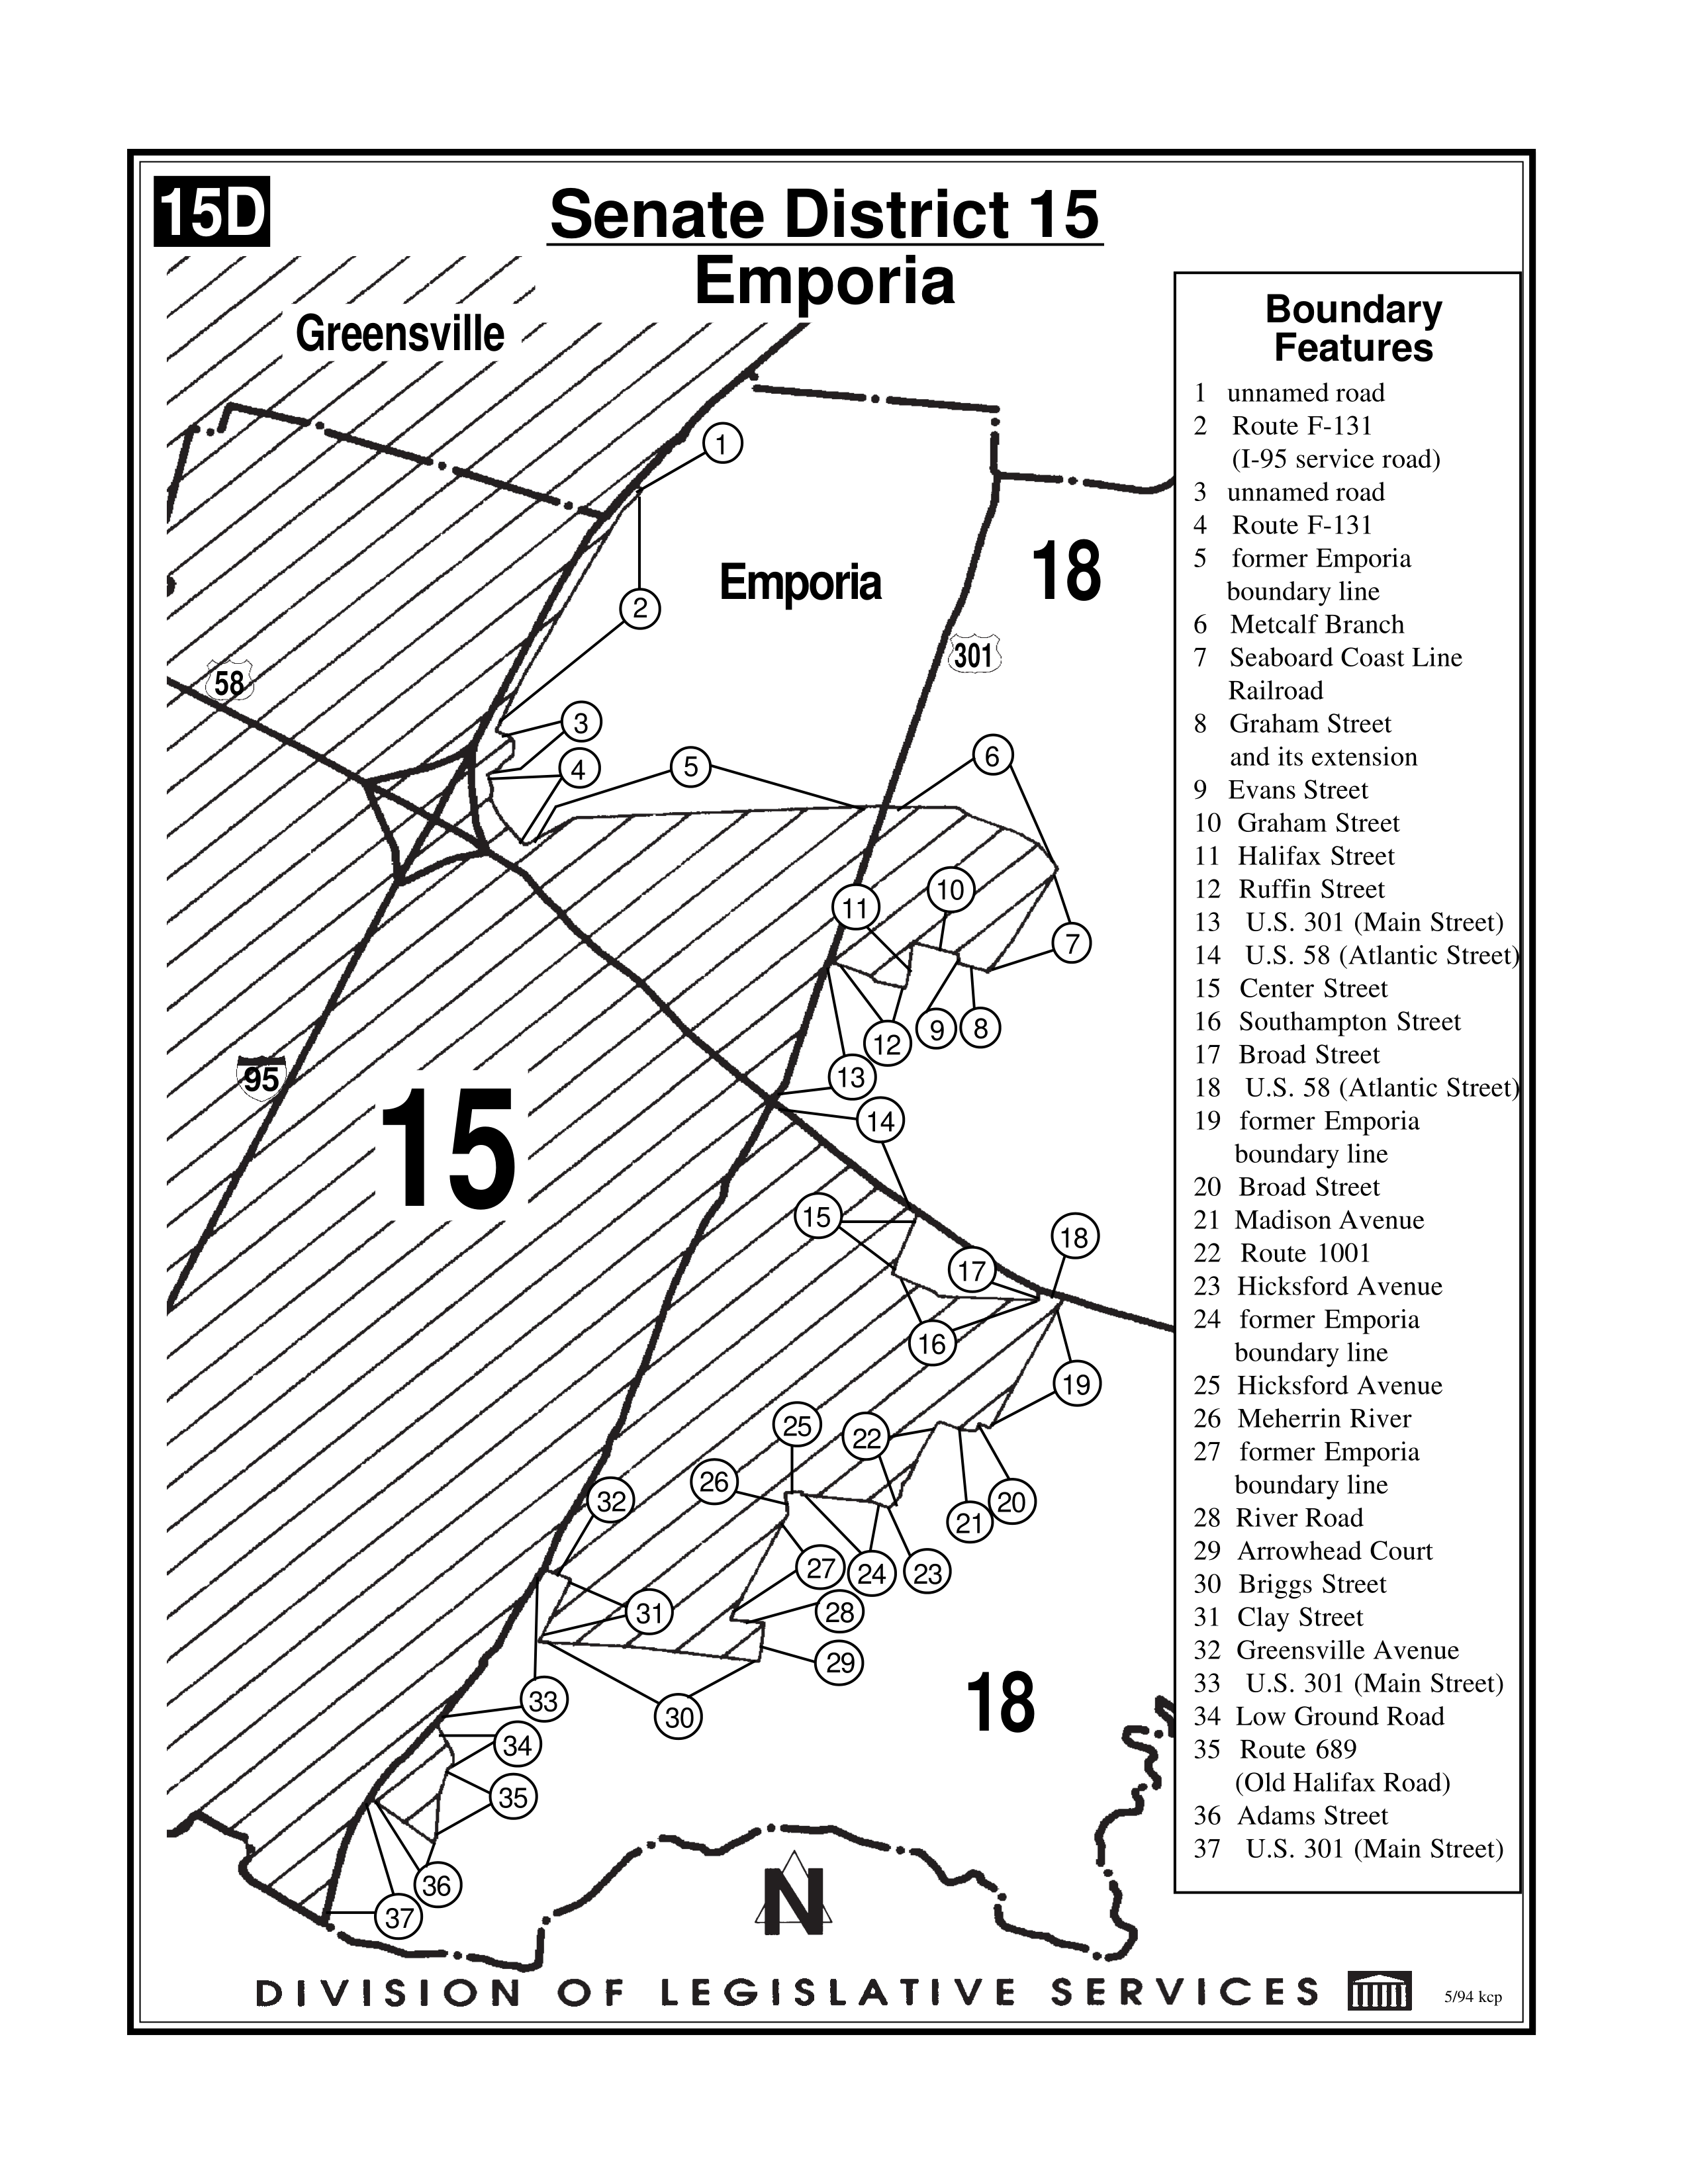 15D
Senate District 15
Emporia
Greensville
Boundary
Features
1 unnamed road
2 Route F-131
(I-95 service road)
3 unnamed road
4 Route F-131
5 former Emporia
boundary line
6 Metcalf Branch
7 Seaboard Coast Line
Railroad
8 Graham Street
and its extension
9 Evans Street
10 Graham Street
11 Halifax Street
12 Ruffin Street
13 U.S. 301 (Main Street)
14 U.S. 58 (Atlantic Street)
15 Center Street
16 Southampton Street
17 Broad Street
18 U.S. 58 (Atlantic Street)
19 former Emporia
boundary line
20 Broad Street
21 Madison Avenue
22 Route 1001
23 Hicksford Avenue
24 former Emporia
boundary line
25 Hicksford Avenue
26 Meherrin River
27 former Emporia
boundary line
28 River Road
29 Arrowhead Court
30 Briggs Street
31 Clay Street
32 Greensville Avenue
33 U.S. 301 (Main Street)
34 Low Ground Road
35 Route 689
(Old Halifax Road)
36 Adams Street
37 U.S. 301 (Main Street)
1
18
Emporia
2
301
58
3
4
5
6
10
11
7
9
8
12
95
13
15
14
15
18
17
16
19
25
22
26
32
20
21
27
24
23
31
28
29
33
18
30
34
35
36
37
N
DIVISION OF LEGISLATIVE SERVICES
5/94 kcp